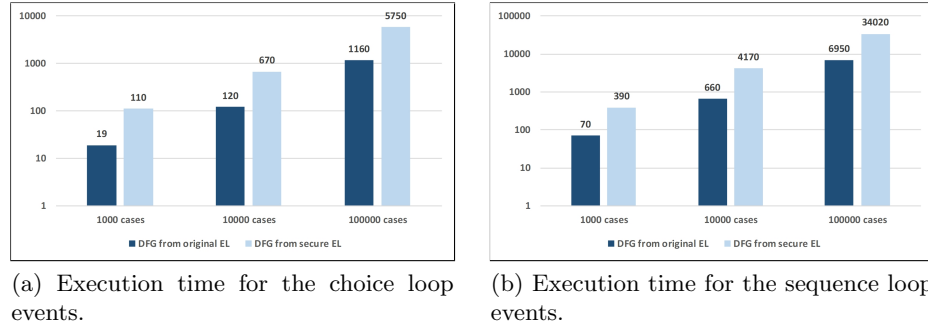 10000
1000
100
10
1
19
110
120
670
1160
5750
1000 cases
10000 cases
100000 cases
DFG from original EL
DFG from secure EL
(a) Execution time for the choice loop
events.
100000
10000
1000
100
10
1
70
390
660
4170
6950
34020
1000 cases
10000 cases
100000 cases
DFG from original EL
DFG from secure EL
(b) Execution time for the sequence loop
events.